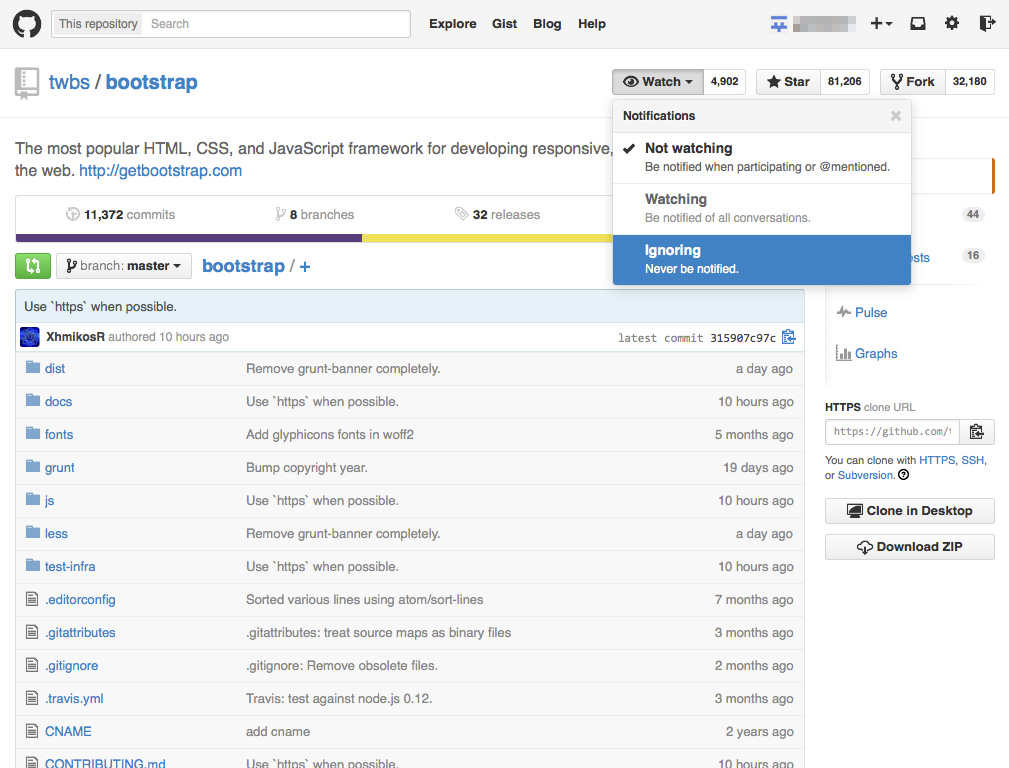 This repository Search Explore Gist Blog Help
twbs / bootstrap Watch 4,902 Star 81,206 Fork 32,180
Notifications
Not watching
Be notified when participating or @mentioned.
Watching
Be notified of all conversations.
Ignoring
Never be notified.
The most popular HTML, CSS, and JavaScript framework for developing responsive,
the web. http://getbootstrap.com
11,372 commits 8 branches 32 releases
44
branch: master bootstrap / +
ests 16
Use `https` when possible.
XhmikosR authored 10 hours ago latest commit 315907c97c
dist Remove grunt-banner completely. a day ago
docs Use `https` when possible. 10 hours ago
fonts Add glyphicons fonts in woff2 5 months ago
grunt Bump copyright year. 19 days ago
js Use `https` when possible. 10 hours ago
less Remove grunt-banner completely. a day ago
test-infra Use `https` when possible. 10 hours ago
.editorconfig Sorted various lines using atom/sort-lines 7 months ago
.gitattributes .gitattributes: treat source maps as binary files 3 months ago
.gitignore .gitignore: Remove obsolete files. 2 months ago
.travis.yml Travis: test against node.js 0.12. 3 months ago
CNAME add cname 2 years ago
CONTRIBUTING.md Use `https` when possible. 10 hours ago
Pulse
Graphs
HTTPS clone URL
https://github.com/
You can clone with HTTPS, SSH,
or Subversion.
Clone in Desktop
Download ZIP